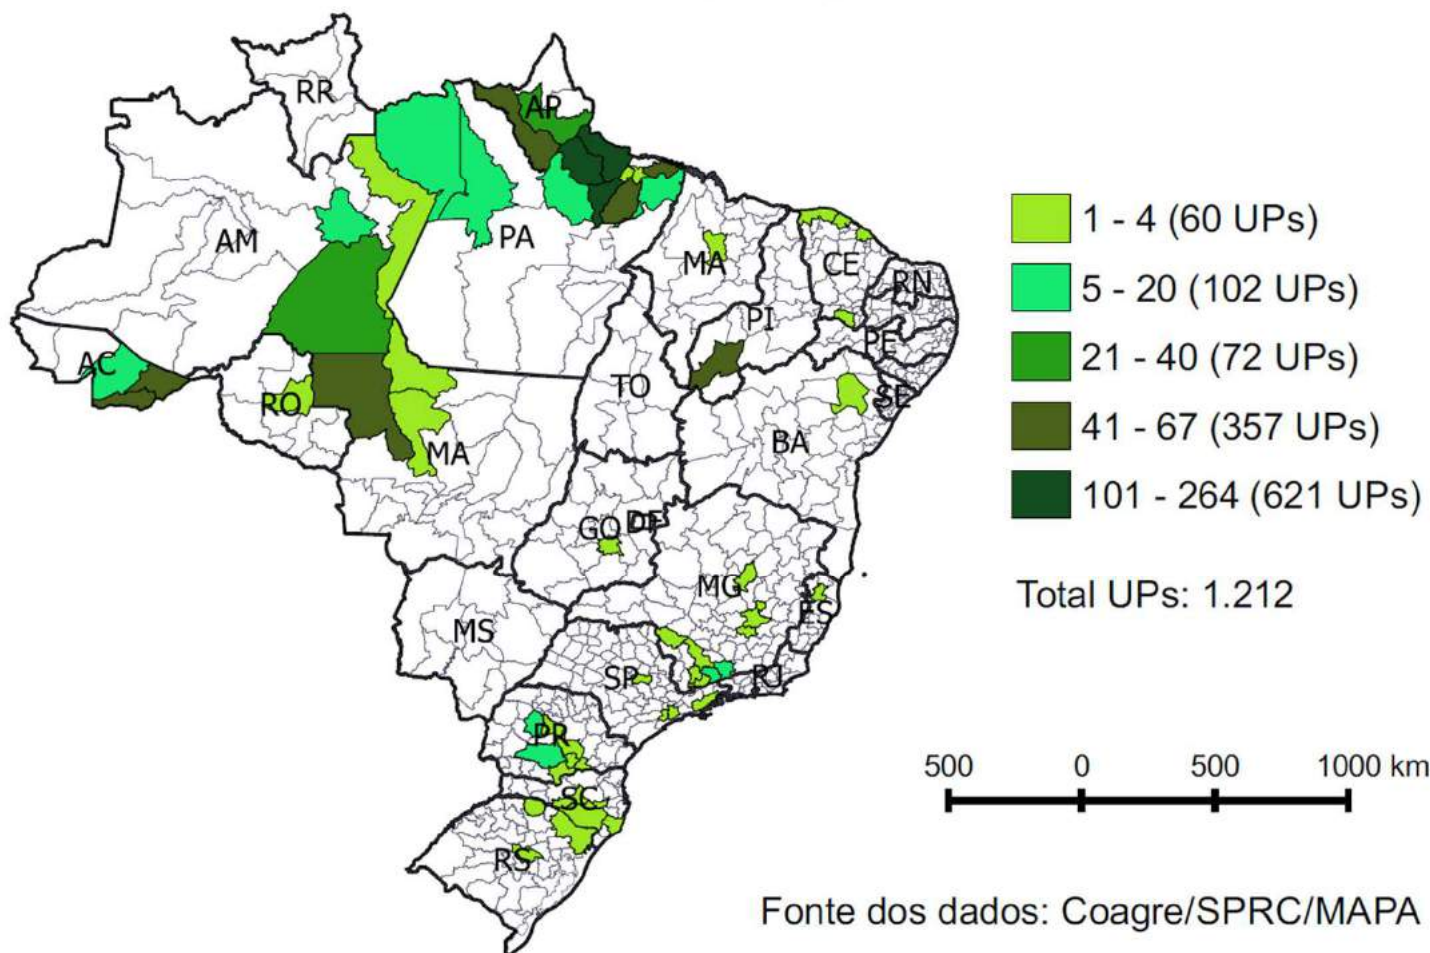 RR
AP
AM
PA
MA
CE
RN
PI
PE
AC
TO
SE
RO
BA
MA
GO DF
MG
ES
MS
SP
RJ
PR
SC
RS
1 - 4 (60 UPs)
5 - 20 (102 UPs)
21 - 40 (72 UPs)
41 - 67 (357 UPs)
101 - 264 (621 UPs)
Total UPs: 1.212
500 0 500 1000 km
Fonte dos dados: Coagre/SPRC/MAPA